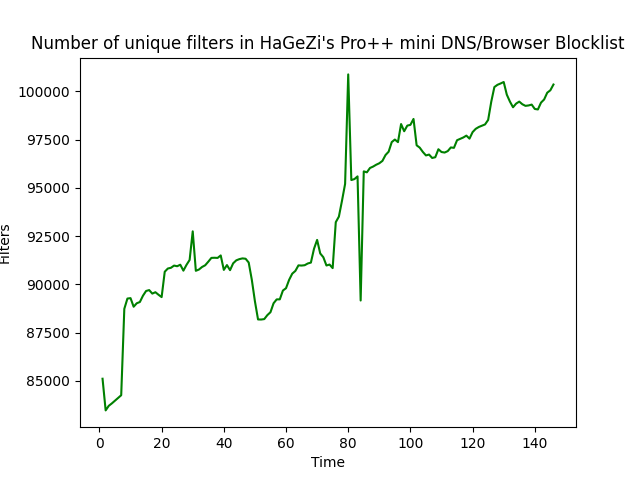 Number of unique filters in HaGeZi's Pro++ mini DNS/Browser Blocklist
100000
97500
95000
92500
90000
87500
85000
Filters
0 20 40 60 80 100 120 140
Time